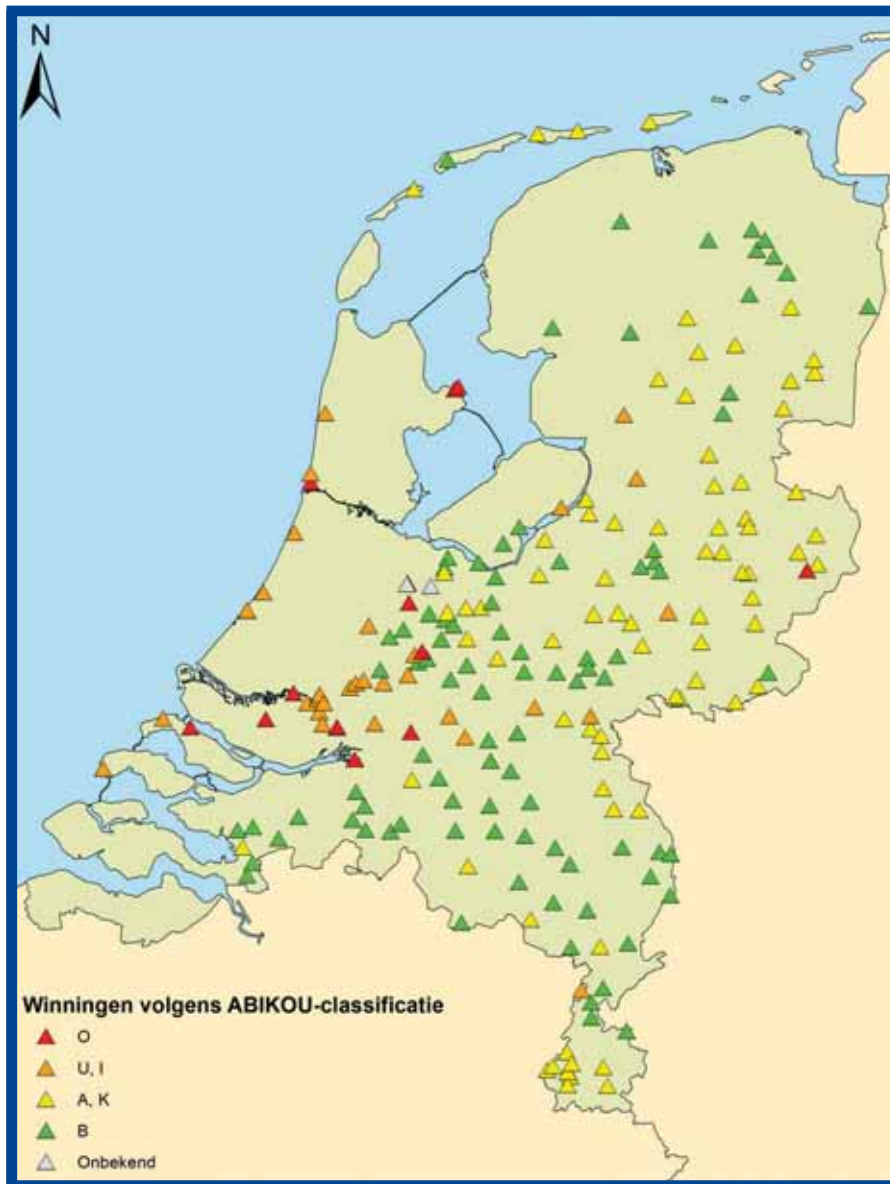 N
Winningen volgens ABIKOU-classificatie
O
U, I
A, K
B
Onbekend